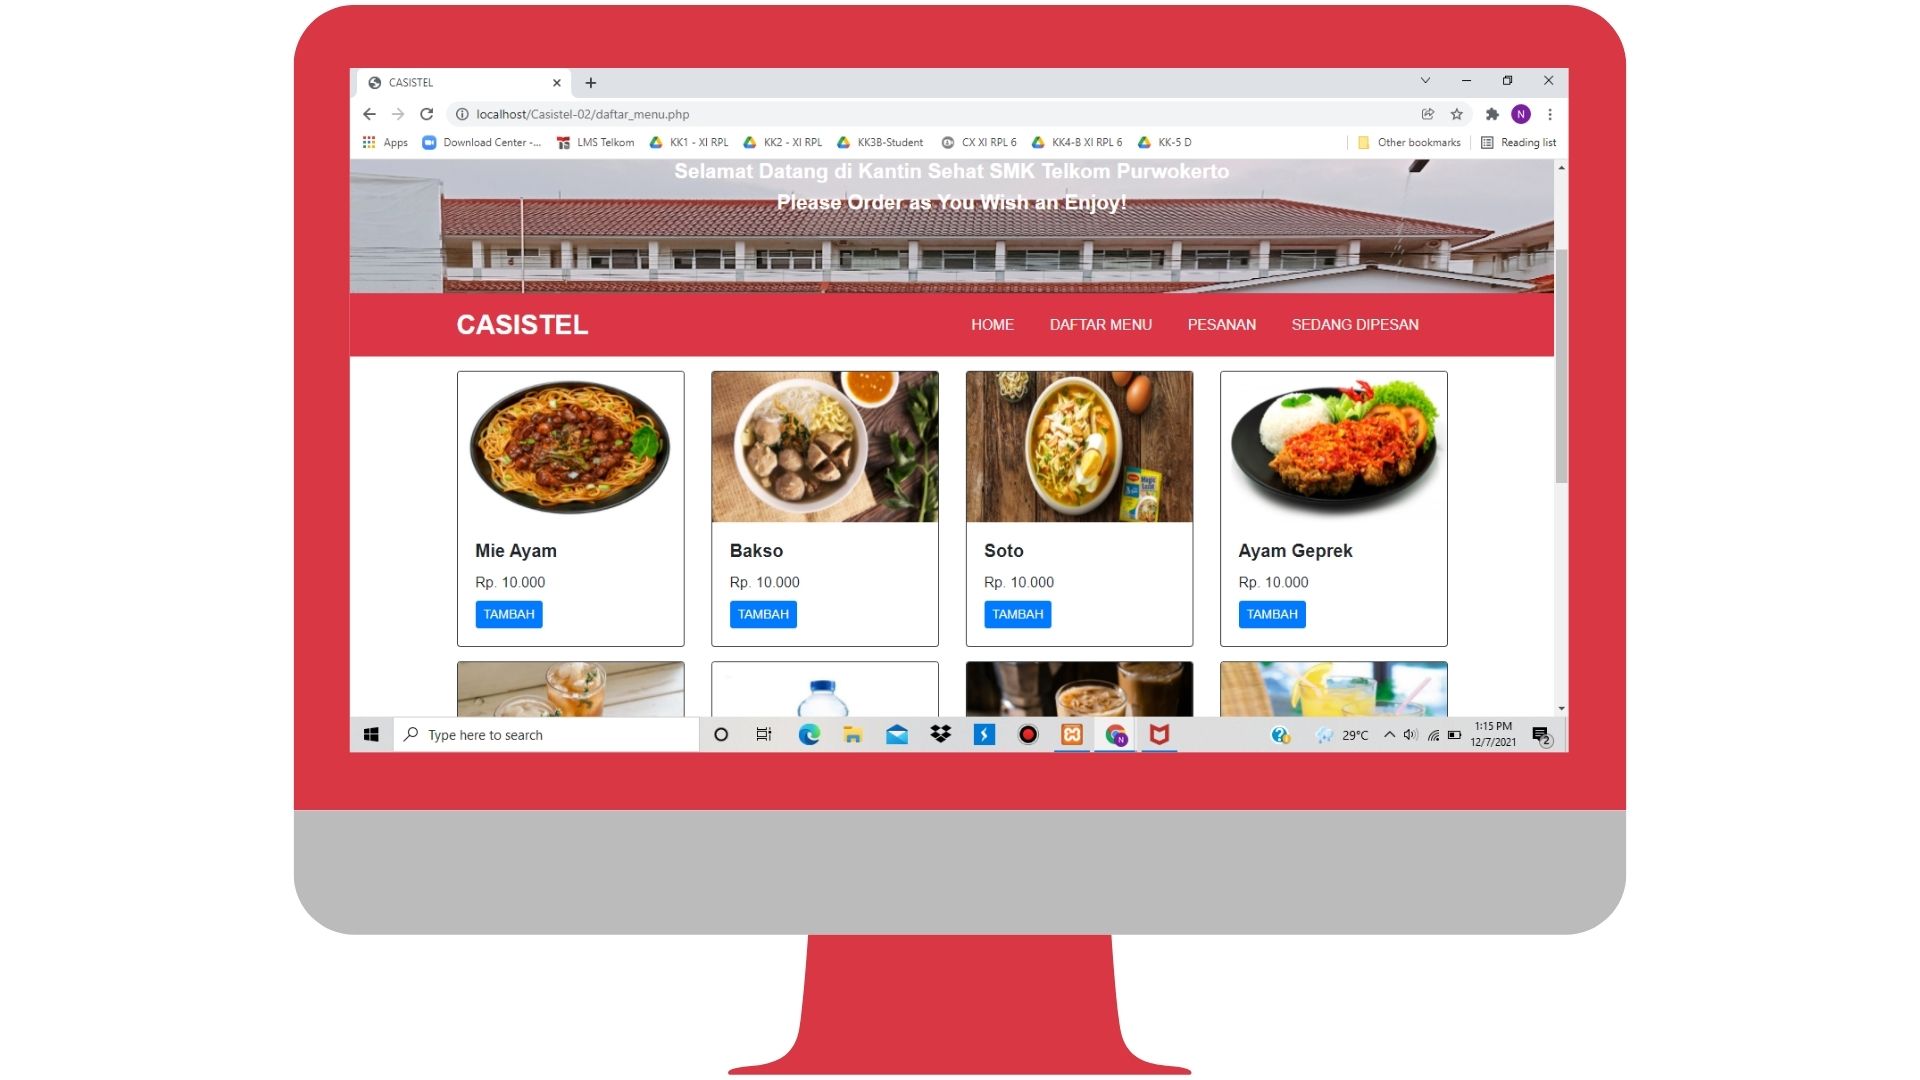 CASISTEL
localhost/Casistel-02/daftar_menu.php
N
Apps Download Center -... LMS Telkom KK1 - XI RPL KK2 - XI RPL KK3B-Student CX XI RPL 6 KK4-B XI RPL 6 KK-5 D Other bookmarks Reading list
Selamat Datang di Kantin Sehat SMK Telkom Purwokerto
Please Order as You Wish an Enjoy!
CASISTEL HOME DAFTAR MENU PESANAN SEDANG DIPESAN
Mie Ayam Bakso Soto Ayam Geprek
Rp. 10.000 Rp. 10.000 Rp. 10.000 Rp. 10.000
TAMBAH TAMBAH TAMBAH TAMBAH
Type here to search N 29°C 1:15 PM
12/7/2021 2